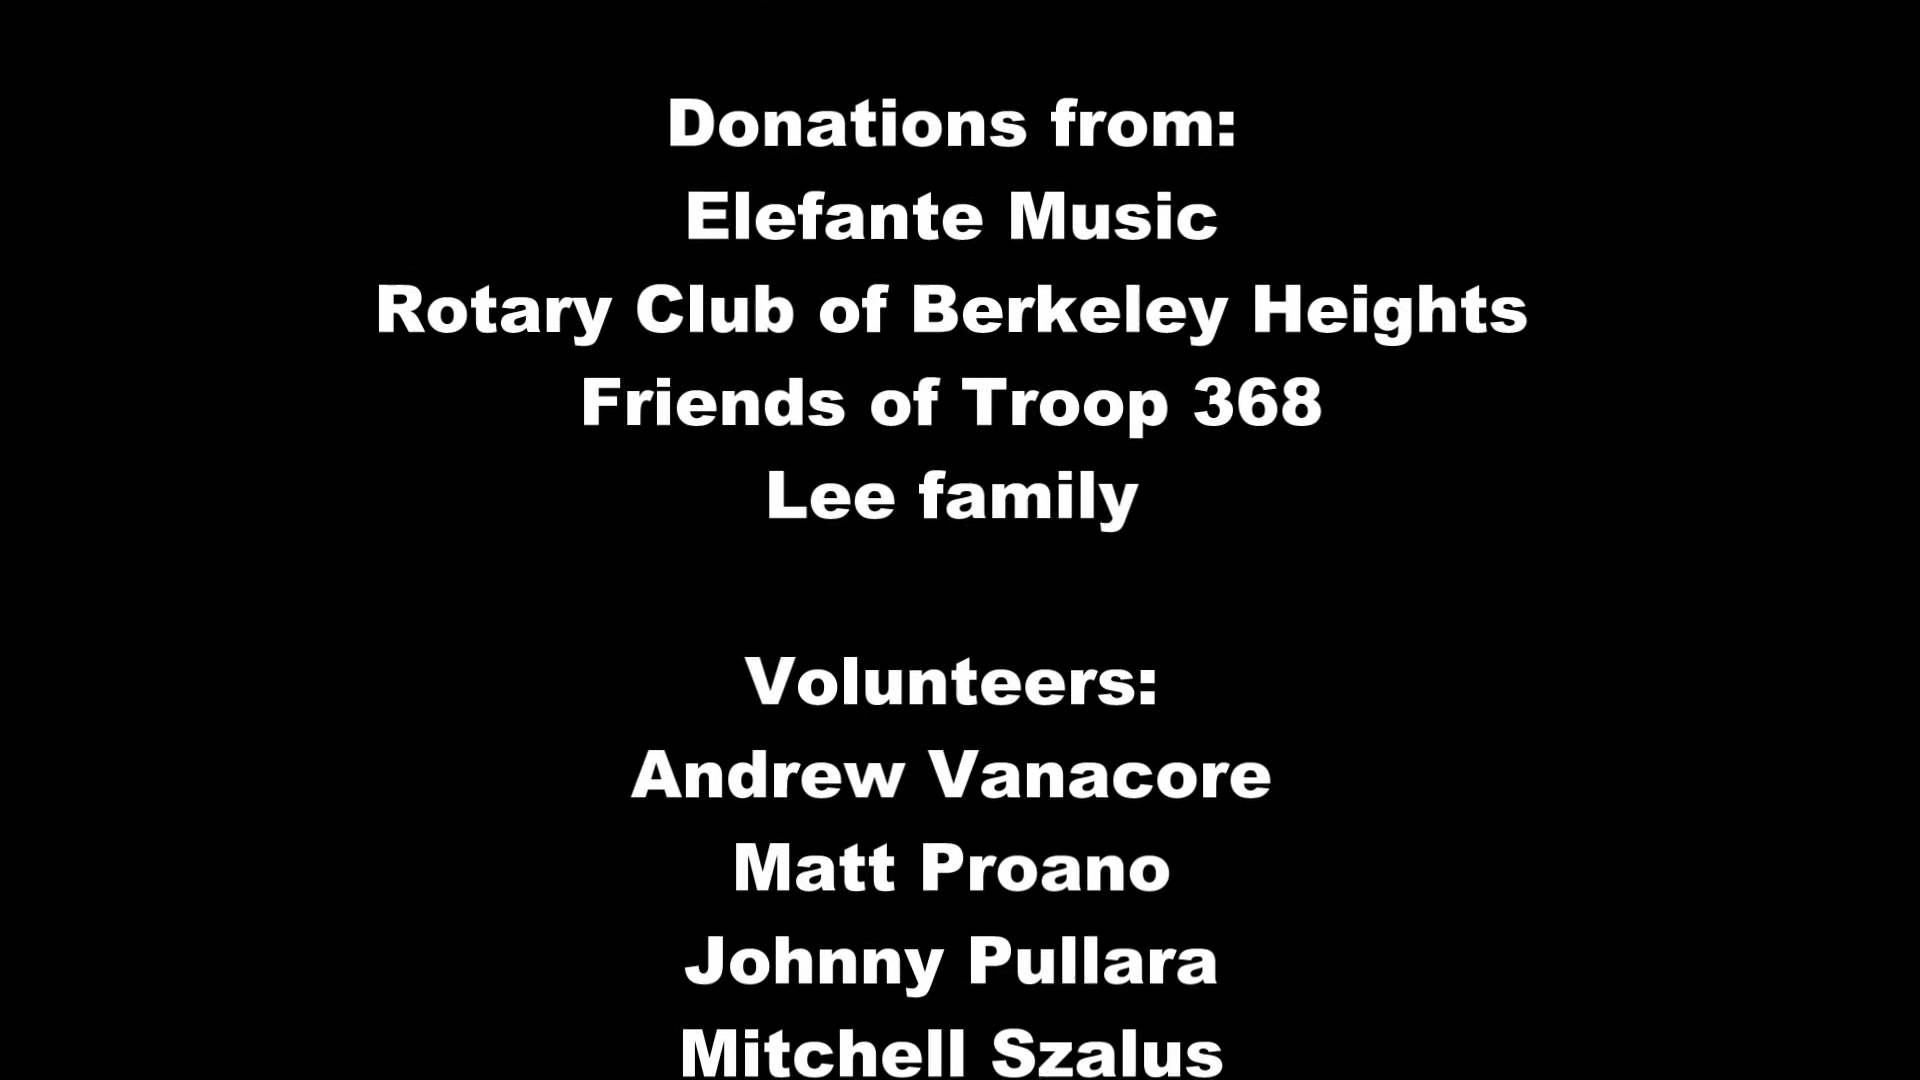 Donations from:
Elefante Music
Rotary Club of Berkeley Heights
Friends of Troop 368
Lee family
Volunteers:
Andrew Vanacore
Matt Proano
Johnny Pullara
Mitchell Szalus